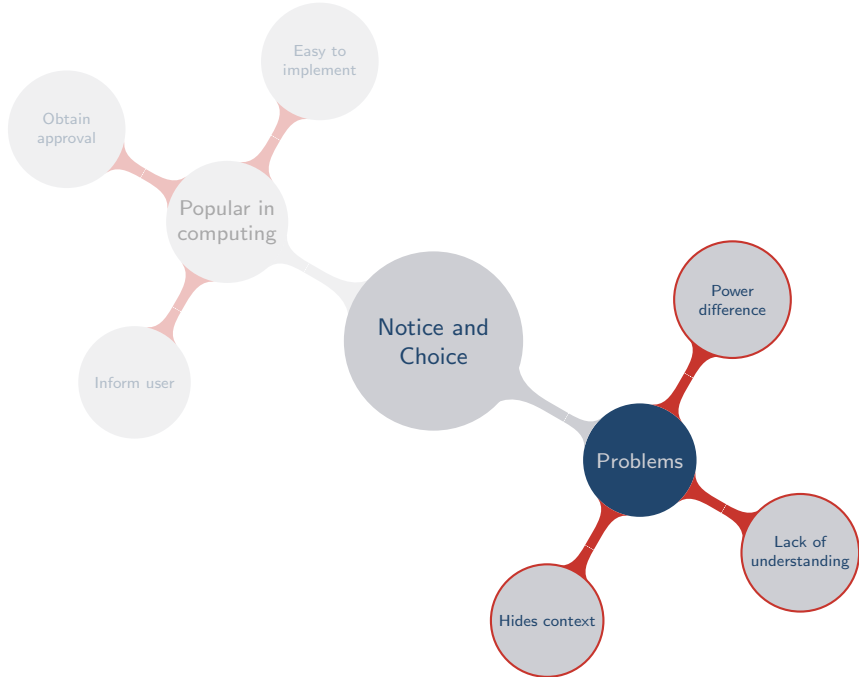 Easy to
implement
Obtain
approval
Popular in
computing
Inform user
Notice and
Choice
Power
difference
Problems
Lack of
understanding
Hides context